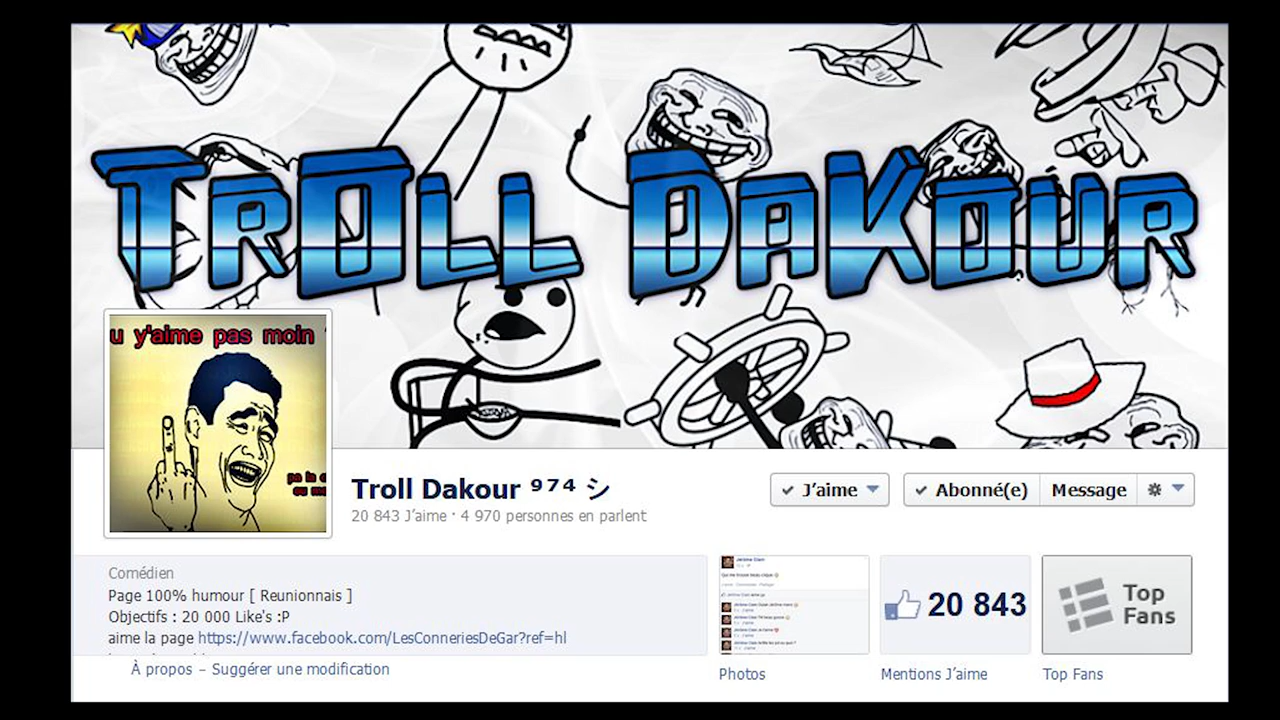 TrOll DaKour
u y'aime pas moin
Troll Dakour ⁹⁷⁴ シ
20 843 J'aime · 4 970 personnes en parlent
✓ J'aime
✓ Abonné(e)
Message
Comédien
Page 100% humour [ Reunionnais ]
Objectifs : 20 000 Like's :P
aime la page https://www.facebook.com/LesConneriesDeGar?ref=hl
À propos – Suggérer une modification
20 843
Top
Fans
Photos
Mentions J'aime
Top Fans